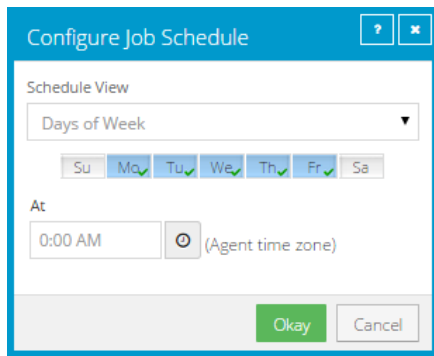 Configure Job Schedule ? ×
Schedule View
Days of Week
Su Mo Tu We Th Fr Sa
At
0:00 AM (Agent time zone)
Okay Cancel